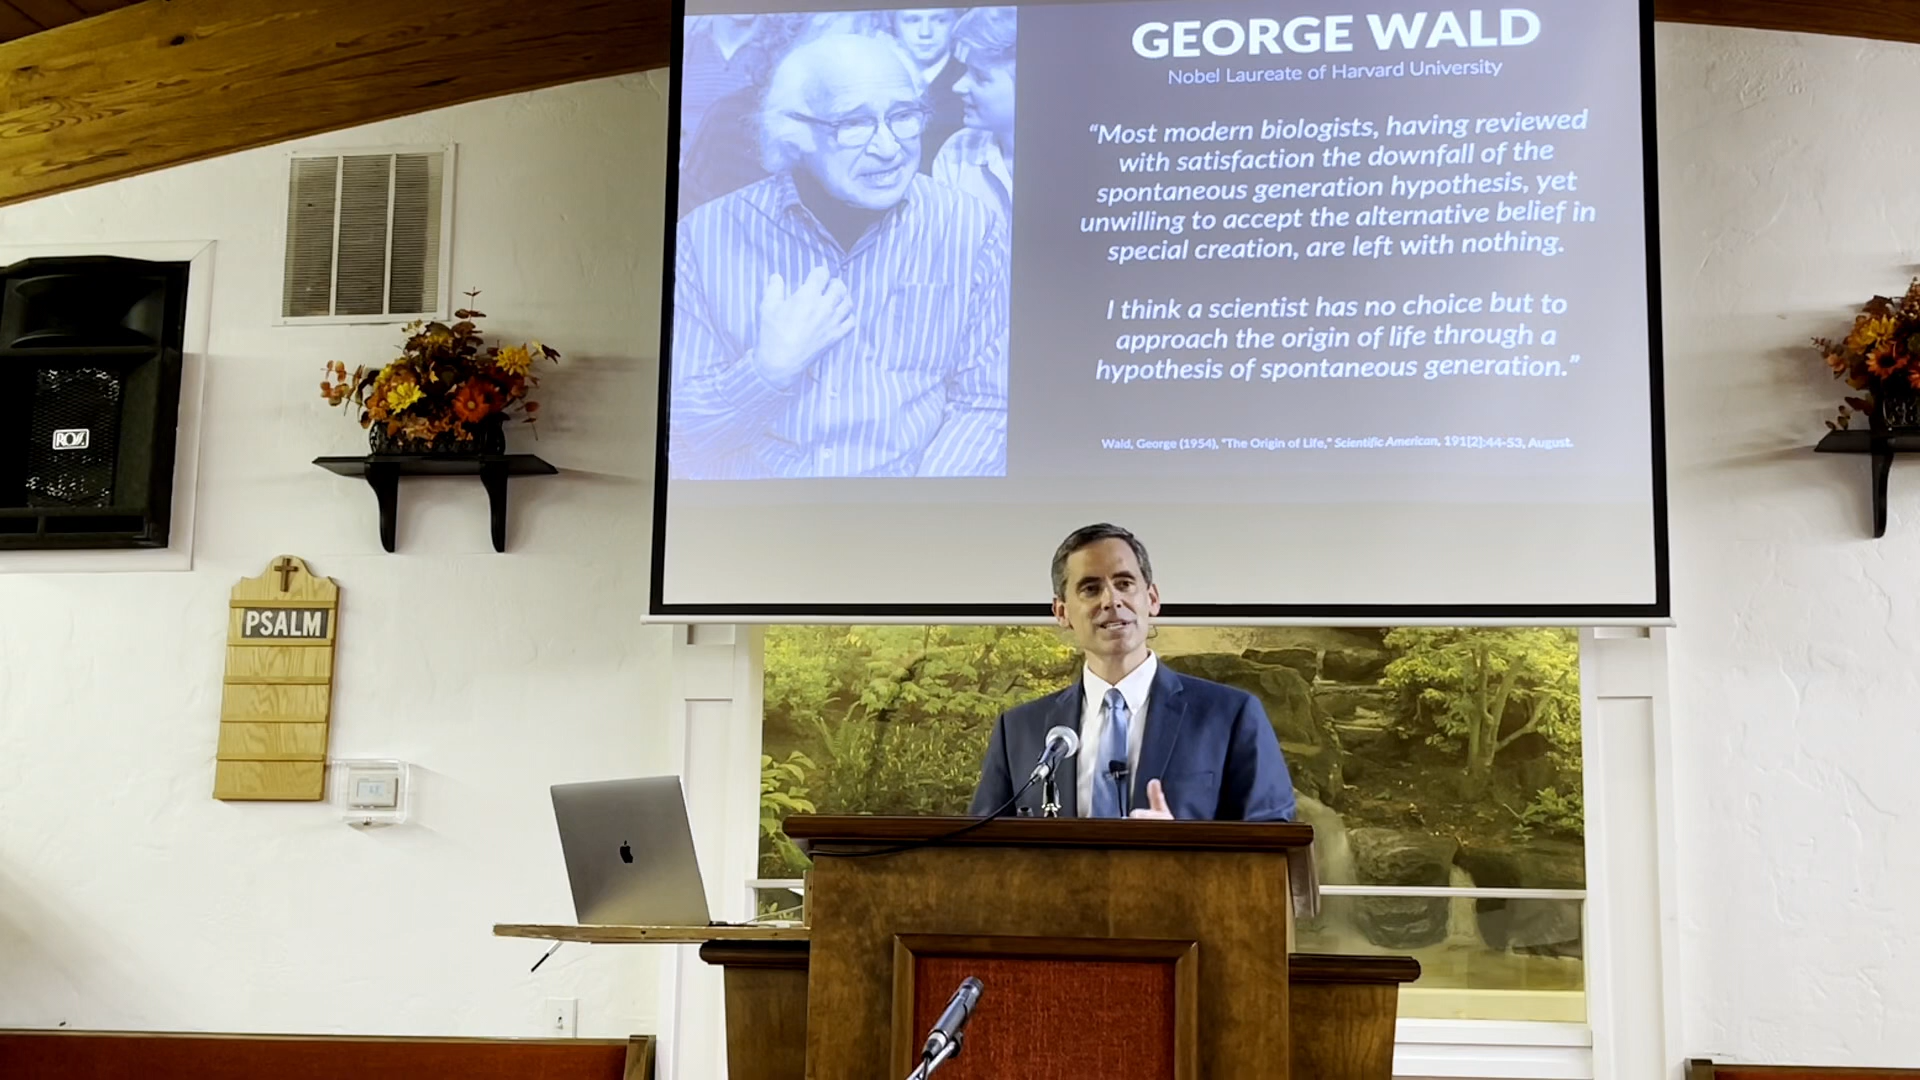 GEORGE WALD
Nobel Laureate of Harvard University
“Most modern biologists, having reviewed
with satisfaction the downfall of the
spontaneous generation hypothesis, yet
unwilling to accept the alternative belief in
special creation, are left with nothing.
I think a scientist has no choice but to
approach the origin of life through a
hypothesis of spontaneous generation.”
Wald, George (1954), "The Origin of Life," Scientific American, 191[2]:44-53, August.
ROX
PSALM